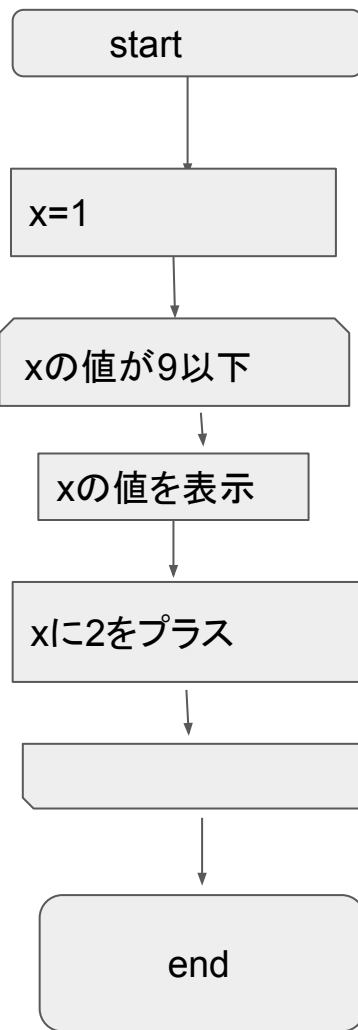 start
x=1
xの値が9以下
xの値を表示
xに2をプラス
end